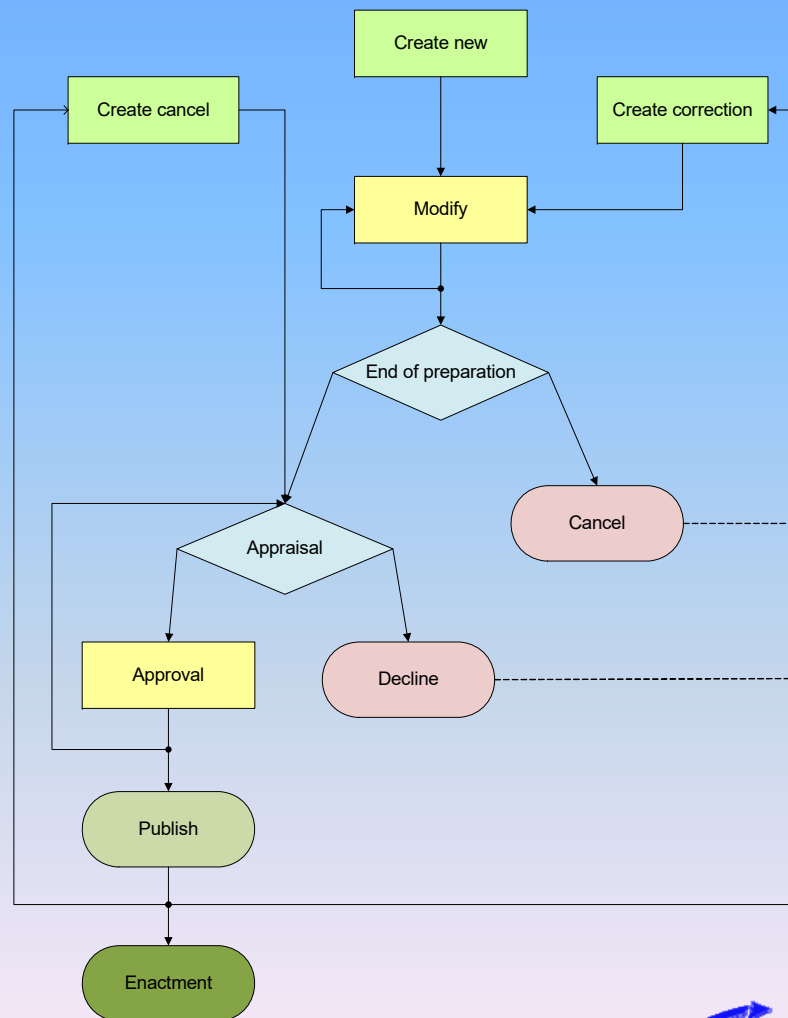 Create new
Create cancel
Create correction
Modify
End of preparation
Cancel
Appraisal
Approval
Decline
Publish
Enactment